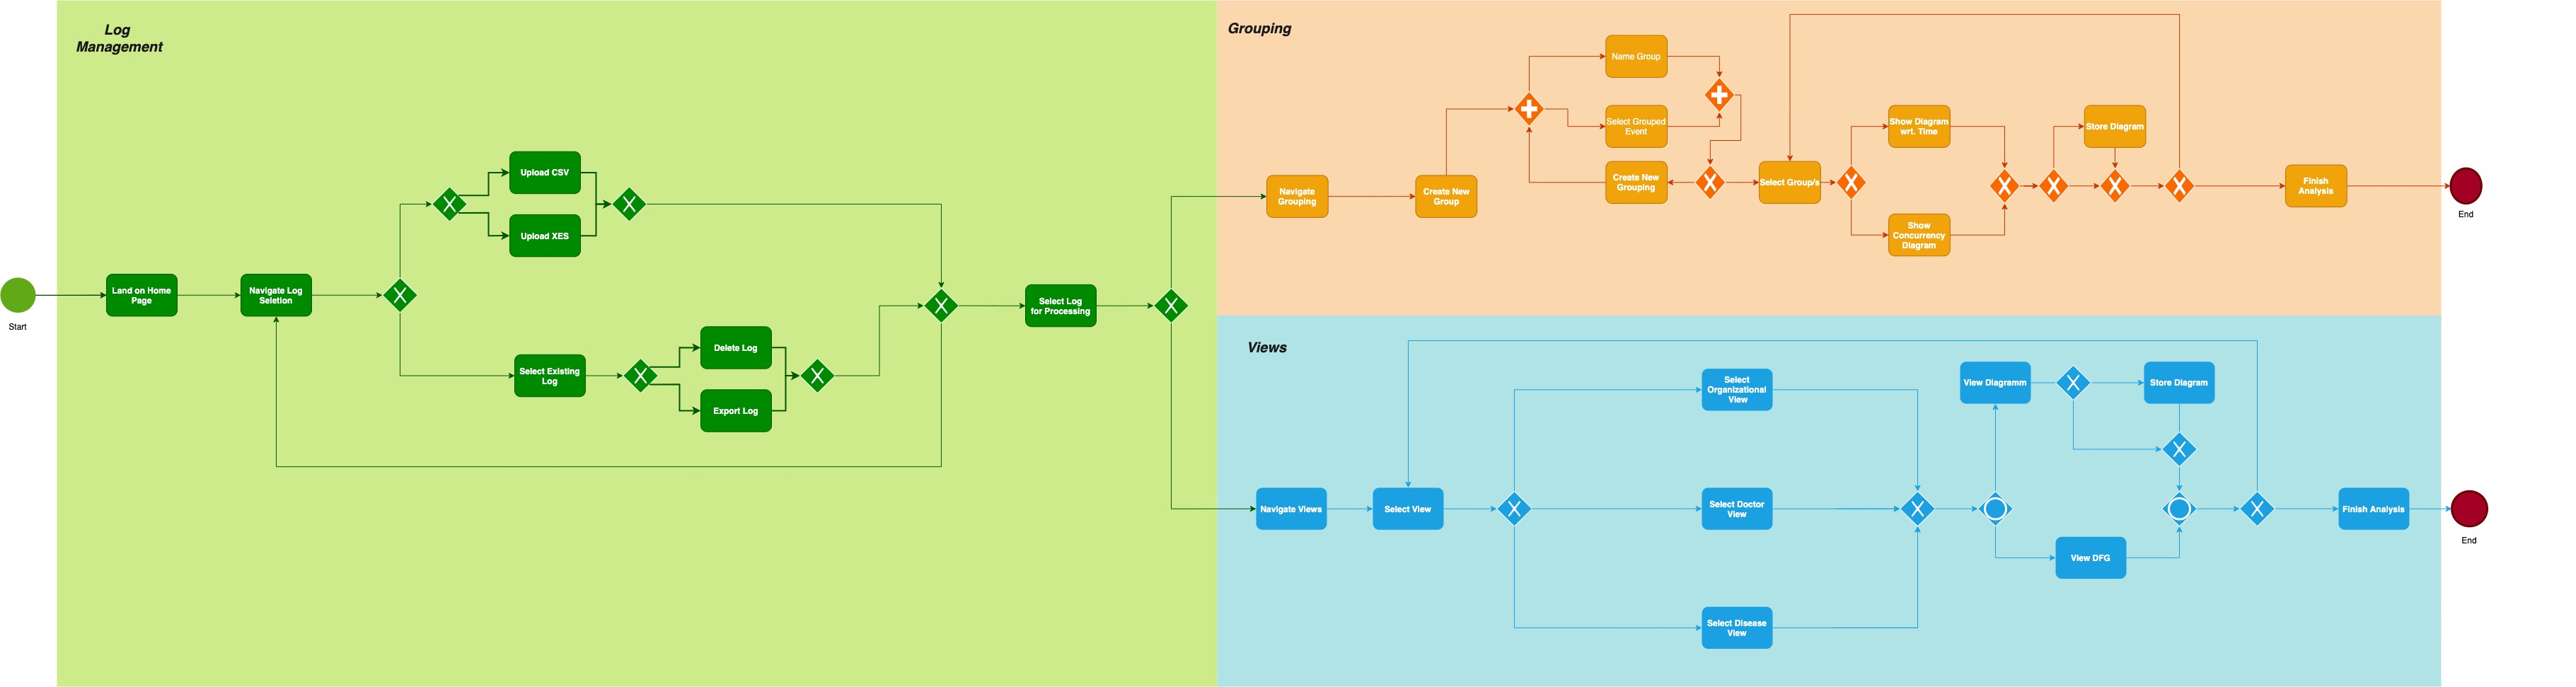 Log
Management
Start
Land on Home
Page
Navigate Log
Seletion
Upload CSV
Upload XES
Select Existing
Log
Delete Log
Export Log
Select Log
for Processing
Grouping
Navigate
Grouping
Create New
Group
Name Group
Select Grouped
Event
Create New
Grouping
Select Group/s
Show Diagram
wrt. Time
Show
Concurrency
Diagram
Store Diagram
Finish
Analysis
End
Views
Navigate Views
Select View
Select
Organizational
View
Select Doctor
View
Select Disease
View
View Diagramm
Store Diagram
View DFG
Finish Analysis
End